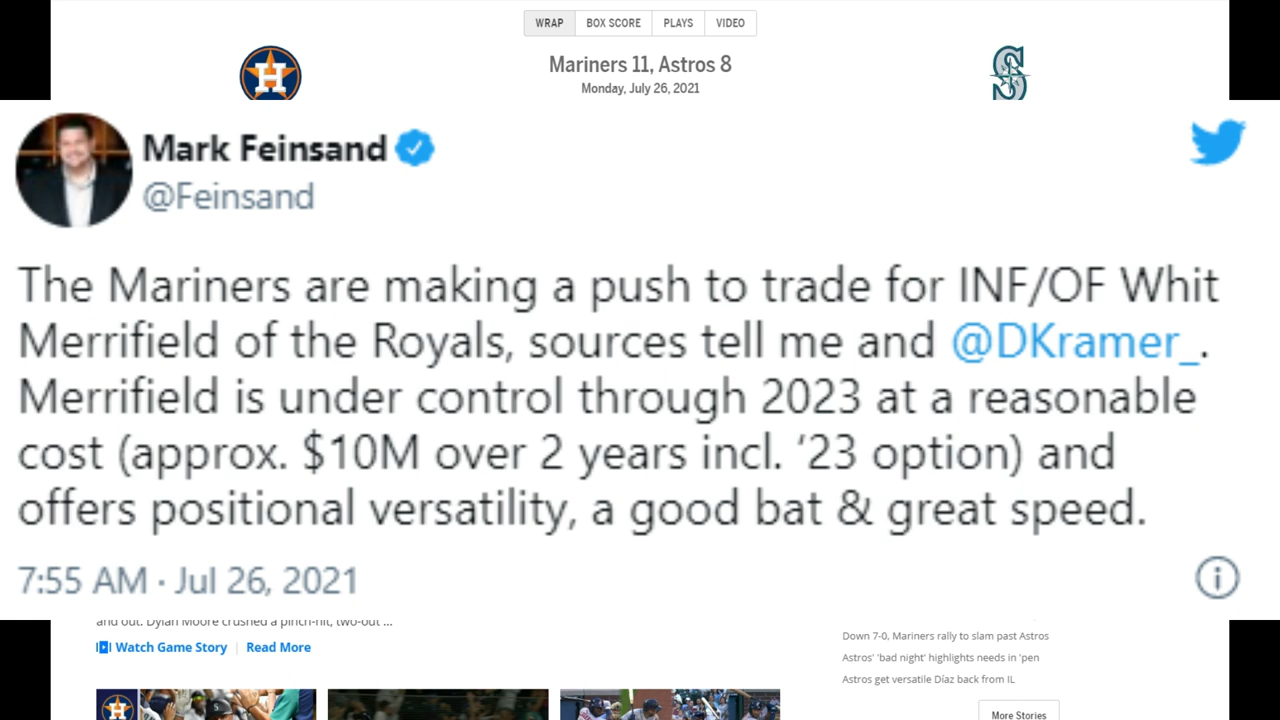 WRAP BOX SCORE PLAYS VIDEO
Mariners 11, Astros 8
Monday, July 26, 2021
H
S
Mark Feinsand
@Feinsand
The Mariners are making a push to trade for INF/OF Whit
Merrifield of the Royals, sources tell me and @DKramer_.
Merrifield is under control through 2023 at a reasonable
cost (approx. $10M over 2 years incl. ’23 option) and
offers positional versatility, a good bat & great speed.
7:55 AM · Jul 26, 2021
and out. Dylan Moore crushed a pinch-hit, two-out ...
Watch Game Story | Read More
Down 7-0, Mariners rally to slam past Astros
Astros' 'bad night' highlights needs in 'pen
Astros get versatile Díaz back from IL
More Stories
H